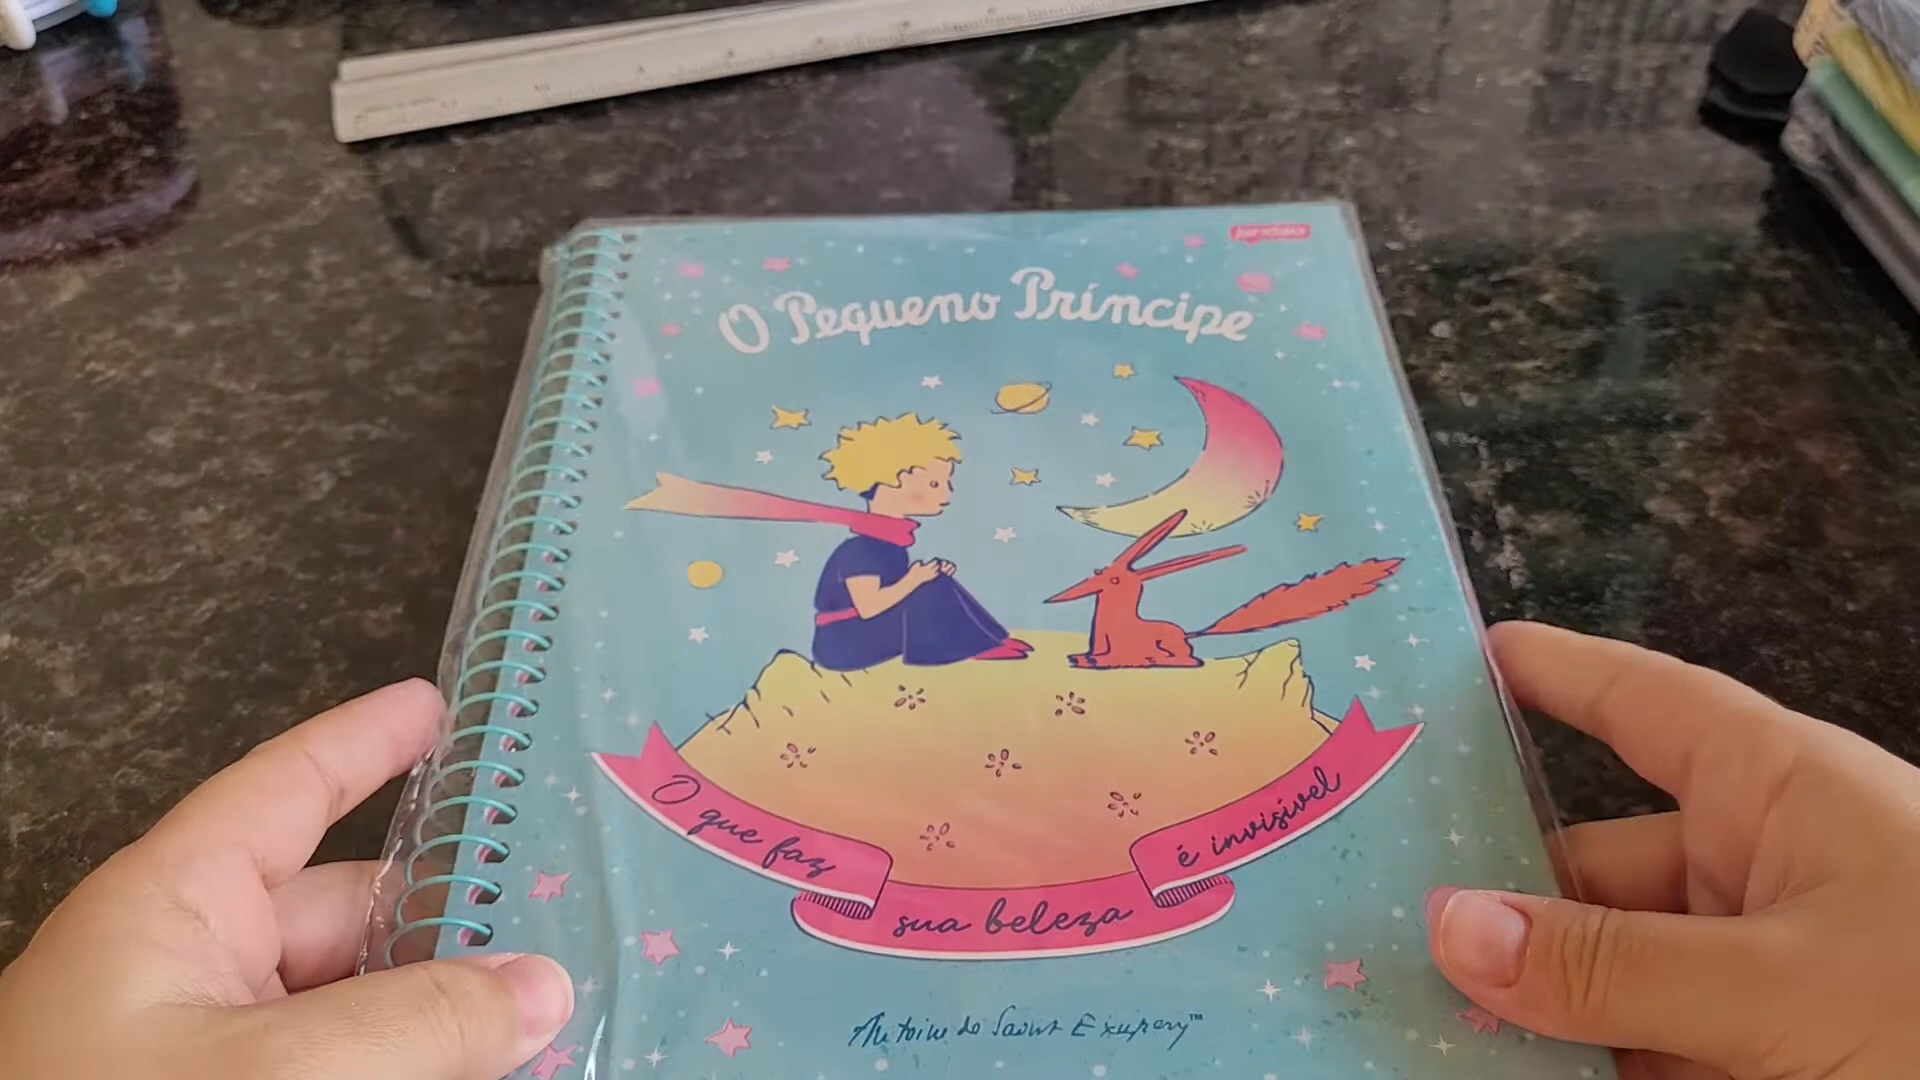 O Pequeno Príncipe
O que faz
sua beleza
é invisível
Antoine de Saint Exupéry™